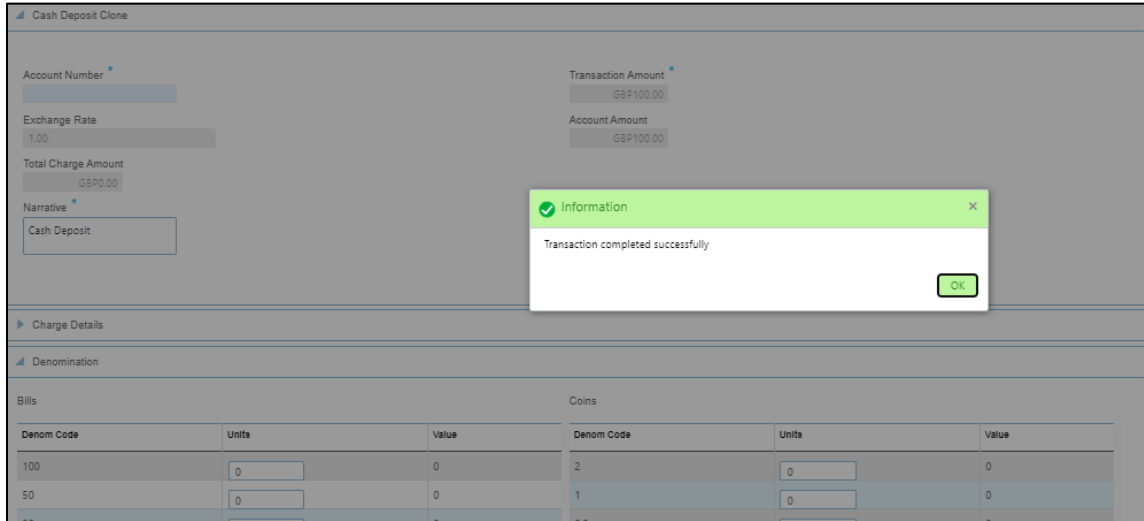 Cash Deposit Clone
Account Number * Transaction Amount *
GBP100.00
Exchange Rate Account Amount
1.00 GBP100.00
Total Charge Amount
GBP0.00
Narrative *
Cash Deposit
Information ×
Transaction completed successfully
OK
Charge Details
Denomination
Bills Coins
Denom Code Units Value Denom Code Units Value
100 0 0 2 0 0
50 0 0 1 0 0